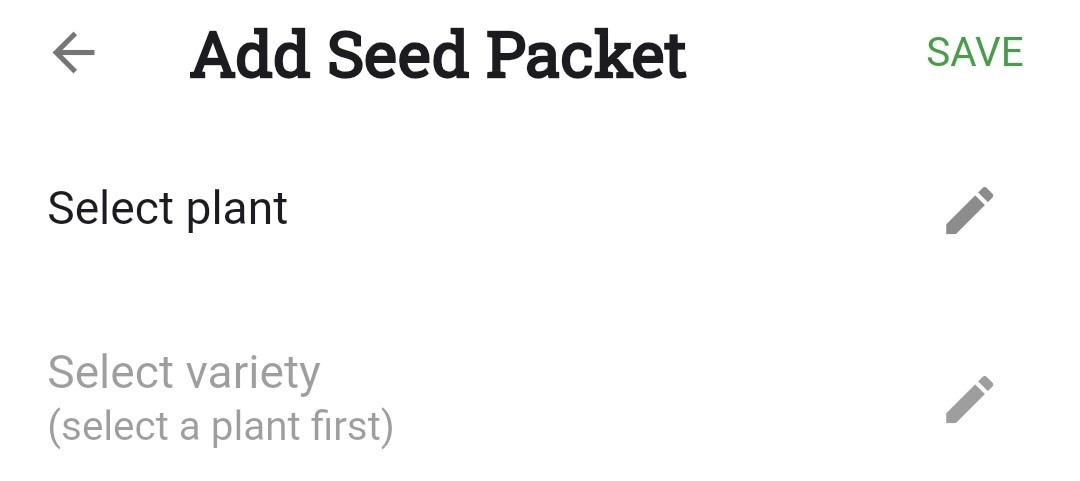 Add Seed Packet
SAVE
Select plant
Select variety
(select a plant first)